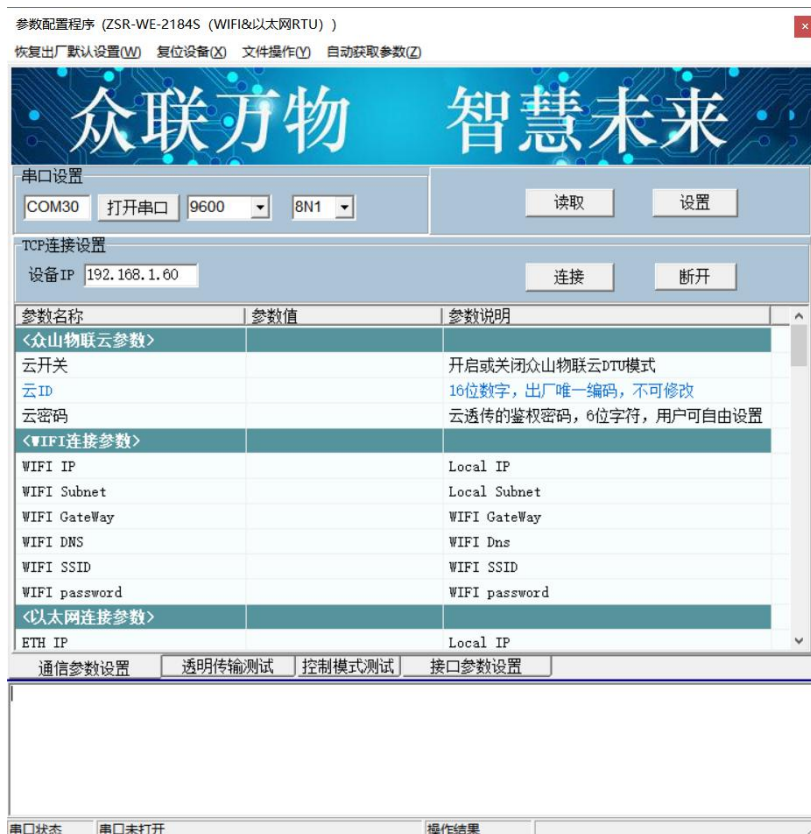 参数配置程序 (ZSR-WE-2184S (WIFI&以太网RTU) )
×
恢复出厂默认设置(W) 复位设备(X) 文件操作(Y) 自动获取参数(Z)
众联万物 智慧未来
串口设置
COM30 打开串口 9600 8N1 读取 设置
TCP连接设置
设备IP 192.168.1.60 连接 断开
参数名称 参数值 参数说明
<众山物联云参数>
云开关 开启或关闭众山物联云DTU模式
云ID 16位数字，出厂唯一编码，不可修改
云密码 云透传的鉴权密码，6位字符，用户可自由设置
<WIFI连接参数>
WIFI IP Local IP
WIFI Subnet Local Subnet
WIFI GateWay WIFI GateWay
WIFI DNS WIFI Dns
WIFI SSID WIFI SSID
WIFI password WIFI password
<以太网连接参数>
ETH IP Local IP
通信参数设置 透明传输测试 控制模式测试 接口参数设置
串口状态 串口未打开 操作结果